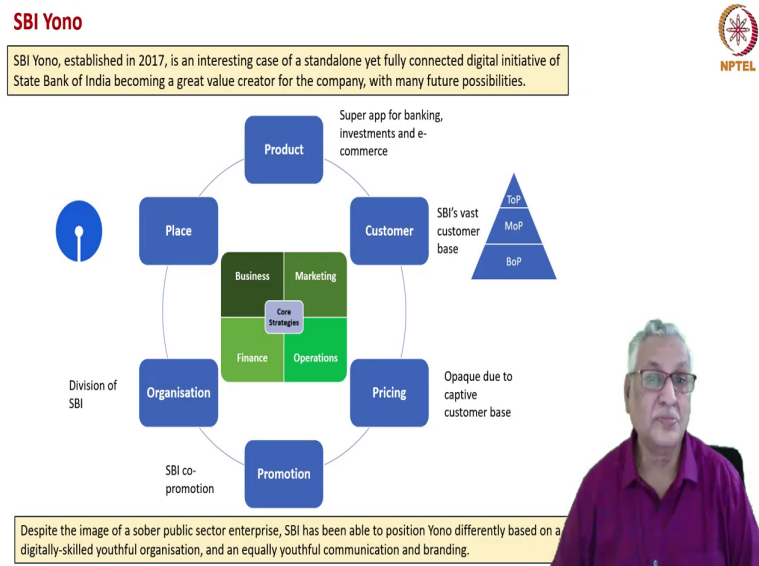 SBI Yono
NPTEL
SBI Yono, established in 2017, is an interesting case of a standalone yet fully connected digital initiative of
State Bank of India becoming a great value creator for the company, with many future possibilities.
Super app for banking,
investments and e-
commerce
Product
Place
Customer
SBI's vast
customer
base
ToP
MoP
BoP
Business
Marketing
Core
Strategies
Finance
Operations
Division of
SBI
Organisation
Pricing
Opaque due to
captive
customer base
SBI co-
promotion
Promotion
Despite the image of a sober public sector enterprise, SBI has been able to position Yono differently based on a
digitally-skilled youthful organisation, and an equally youthful communication and branding.